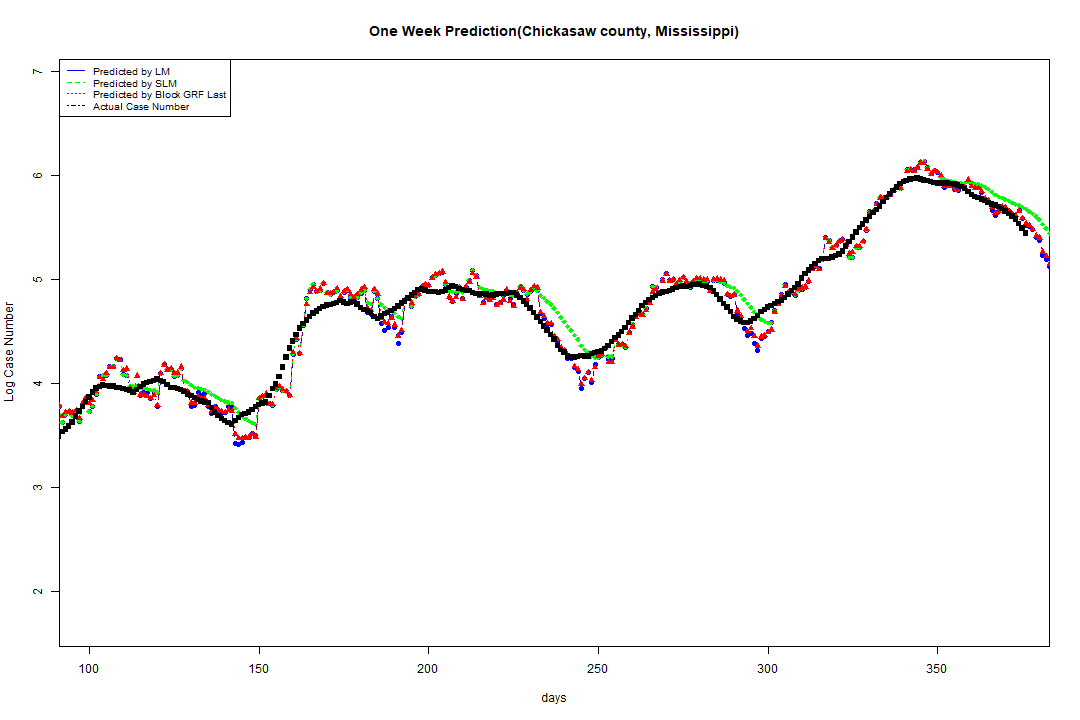 One Week Prediction(Chickasaw county, Mississippi)
Predicted by LM
Predicted by SLM
Predicted by Block GRF Last
Actual Case Number
Log Case Number
7
6
5
4
3
2
100 150 200 250 300 350
days